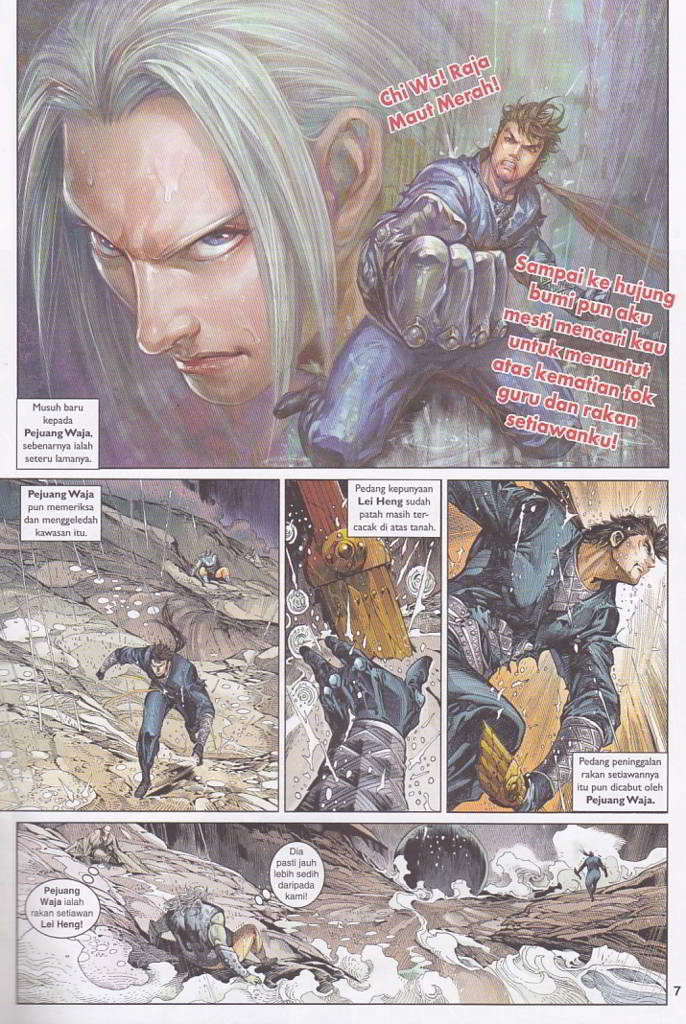 Chi Wu! Raja
Maut Merah!
Sampai ke hujung
bumi pun aku
mesti mencari kau
untuk menuntut
atas kematian tok
guru dan rakan
setiawanku!
Musuh baru
kepada
Pejuang Waja,
sebenarnya ialah
seteru lamanya.
Pejuang Waja
pun memeriksa
dan menggeledah
kawasan itu.
Pedang kepunyaan
Lei Heng sudah
patah masih ter-
cacak di atas tanah.
Pedang peninggalan
rakan setiawannya
itu pun dicabut oleh
Pejuang Waja.
Pejuang
Waja ialah
rakan setiawan
Lei Heng!
Dia
pasti jauh
lebih sedih
daripada
kami!
7